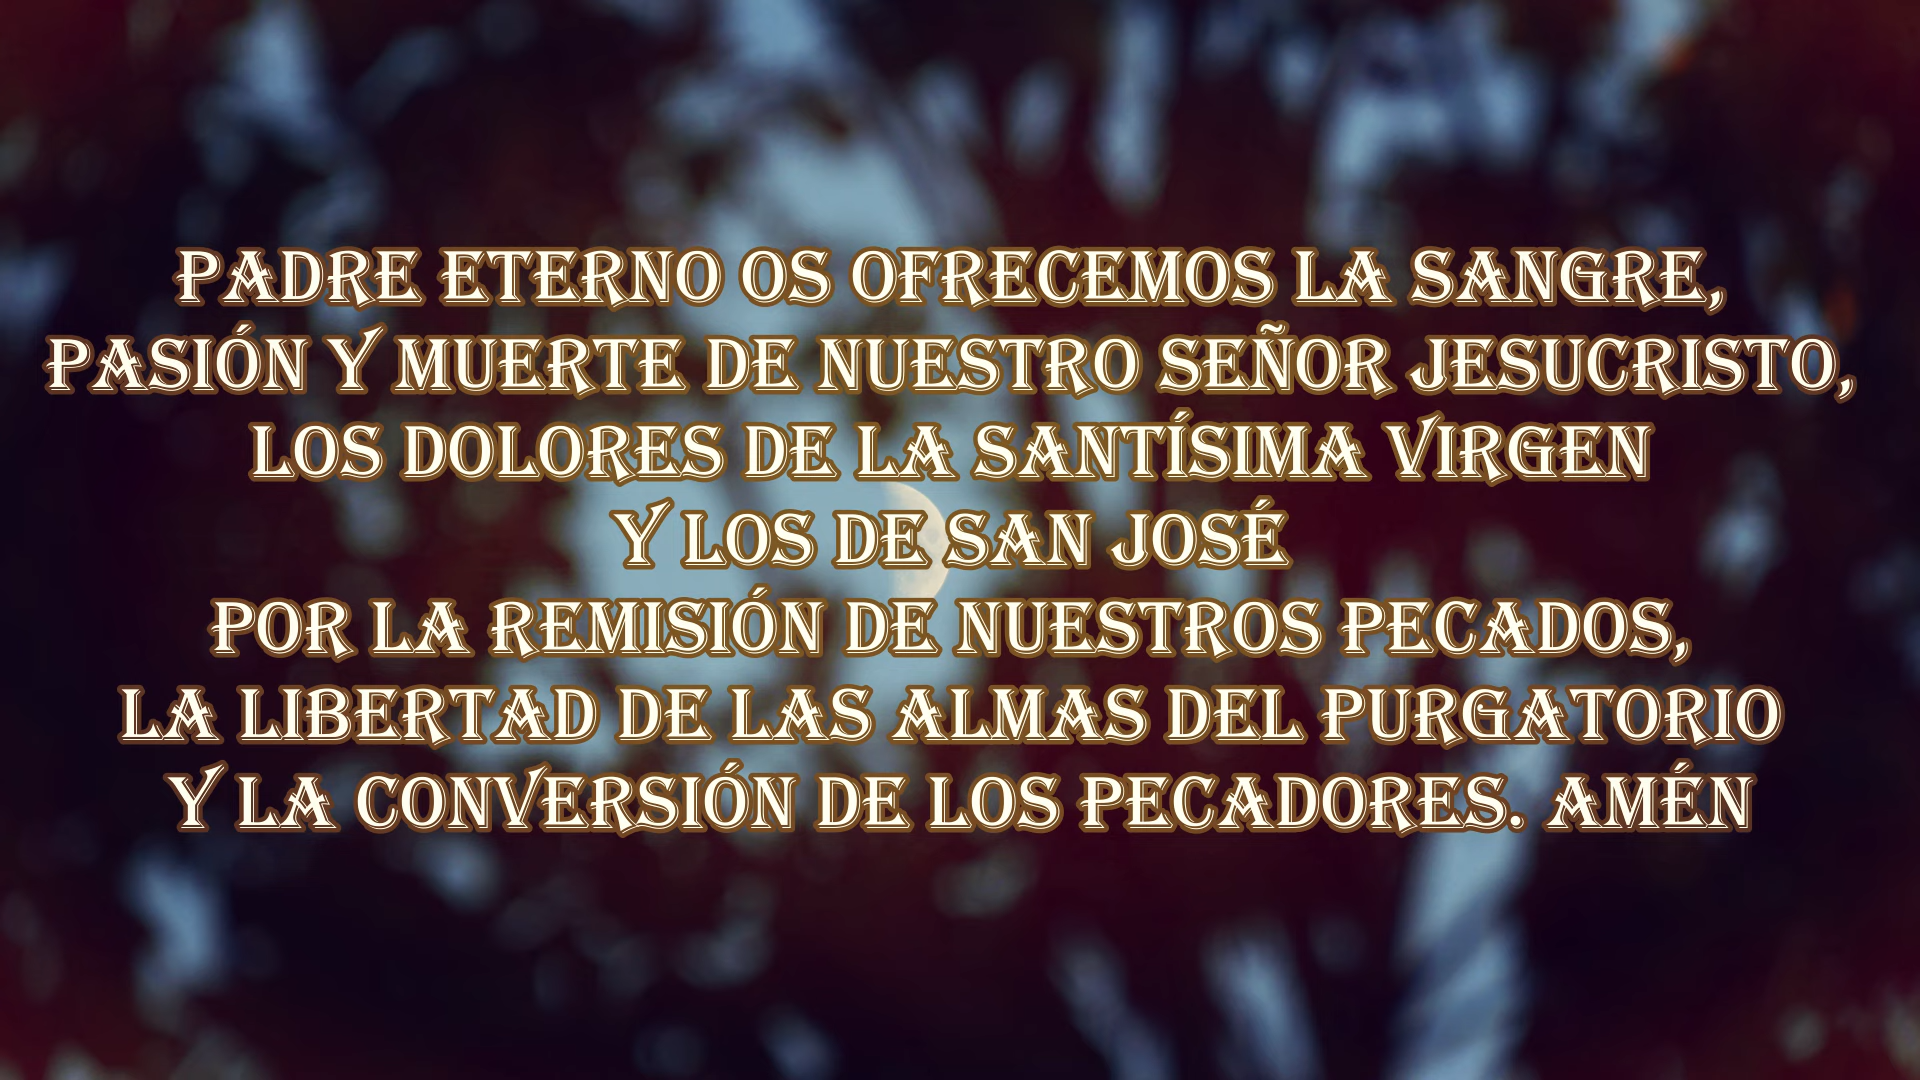 PADRE ETERNO OS OFRECEMOS LA SANGRE,
PASIÓN Y MUERTE DE NUESTRO SEÑOR JESUCRISTO,
LOS DOLORES DE LA SANTÍSIMA VIRGEN
Y LOS DE SAN JOSÉ
POR LA REMISIÓN DE NUESTROS PECADOS,
LA LIBERTAD DE LAS ALMAS DEL PURGATORIO
Y LA CONVERSIÓN DE LOS PECADORES. AMÉN